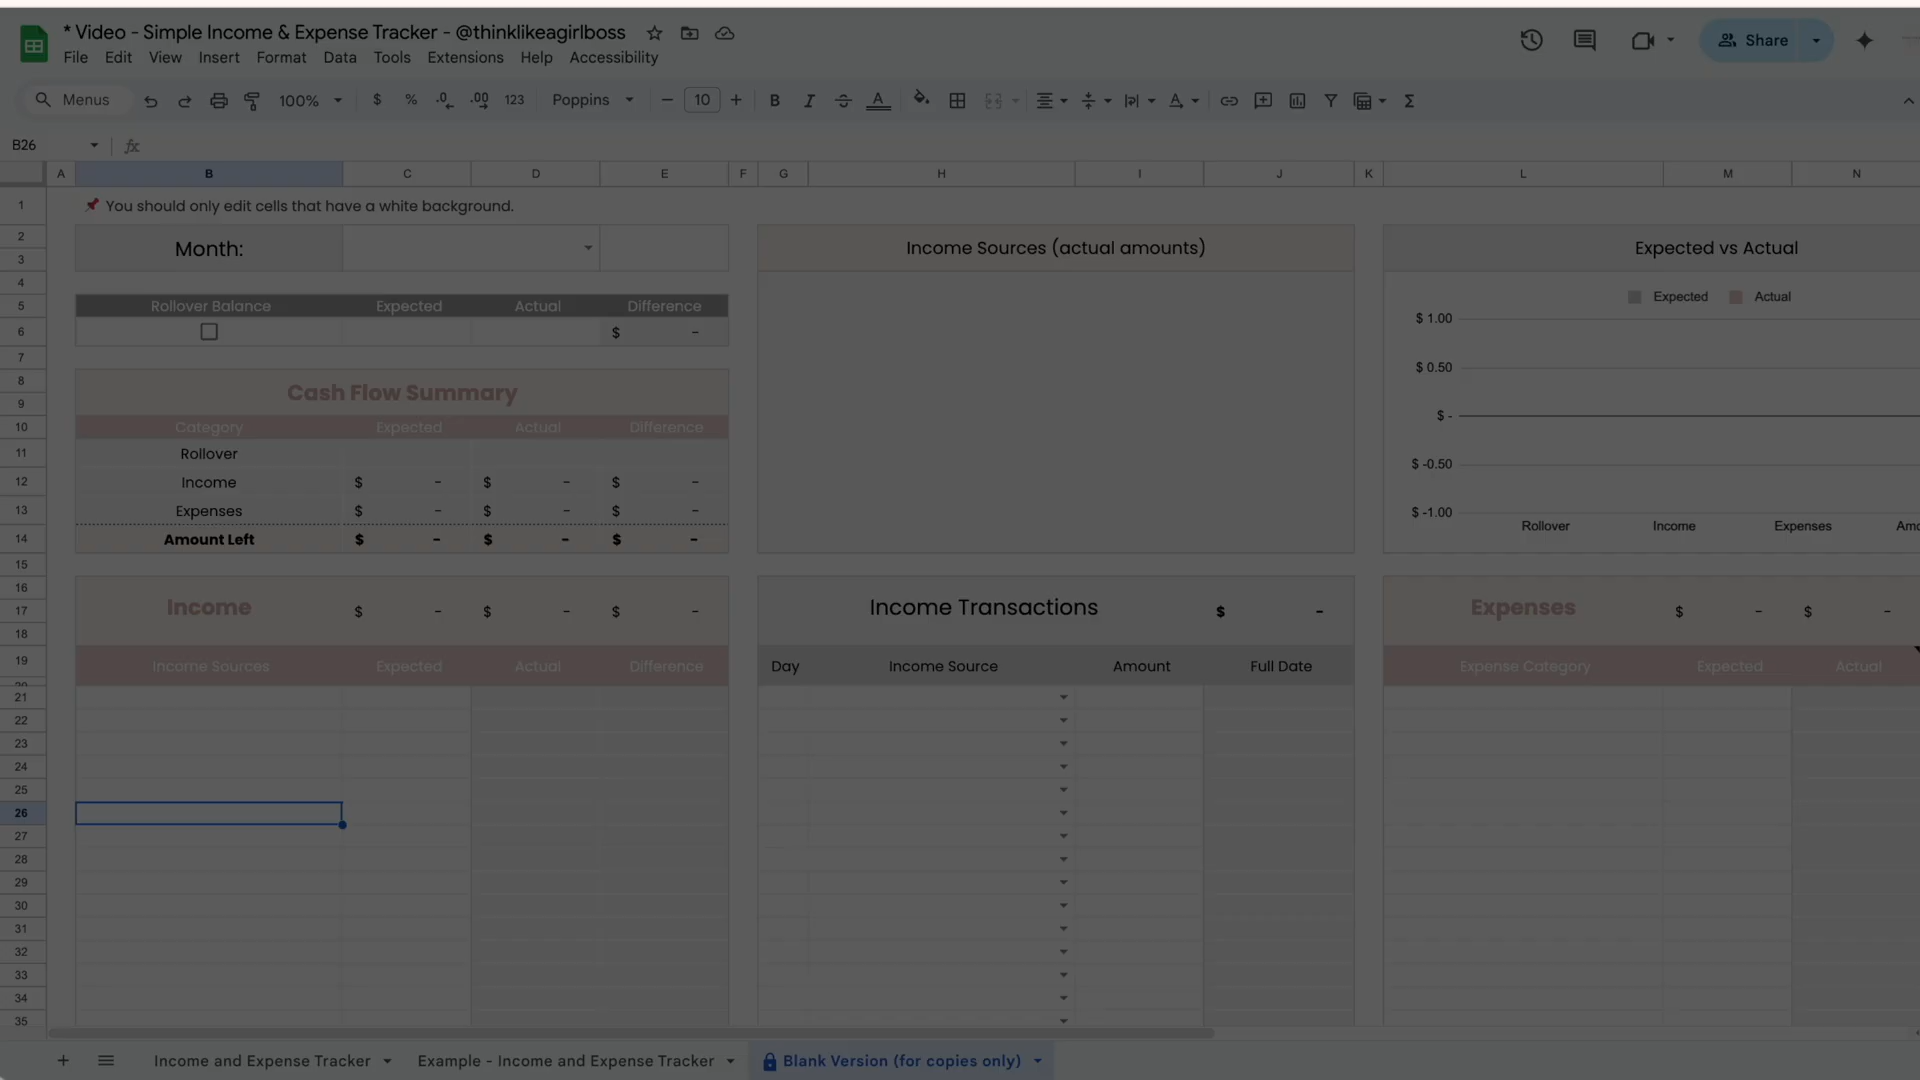 * Video - Simple Income & Expense Tracker - @thinklikeagirlboss
File Edit View Insert Format Data Tools Extensions Help Accessibility
Share
Menus 100% $ % .0 .00 123 Poppins 10 B I A Σ
B26 fx
A B C D E F G H I J K L M N
1 You should only edit cells that have a white background.
2
3
Month:
Income Sources (actual amounts)
Expected vs Actual
4
5 Rollover Balance Expected Actual Difference
6 $ -
7
8
9
Cash Flow Summary
10 Category Expected Actual Difference
11 Rollover
12 Income $ - $ - $ -
13 Expenses $ - $ - $ -
14 Amount Left $ - $ - $ -
Expected Actual
$ 1.00
$ 0.50
$ -
$ -0.50
$ -1.00
Rollover Income Expenses Amo
15
16
17
18
Income $ - $ - $ -
Income Transactions $ -
Expenses $ - $ -
19 Income Sources Expected Actual Difference
Day Income Source Amount Full Date
Expense Category Expected Actual
21
22
23
24
25
26
27
28
29
30
31
32
33
34
35
+ Income and Expense Tracker Example - Income and Expense Tracker Blank Version (for copies only)